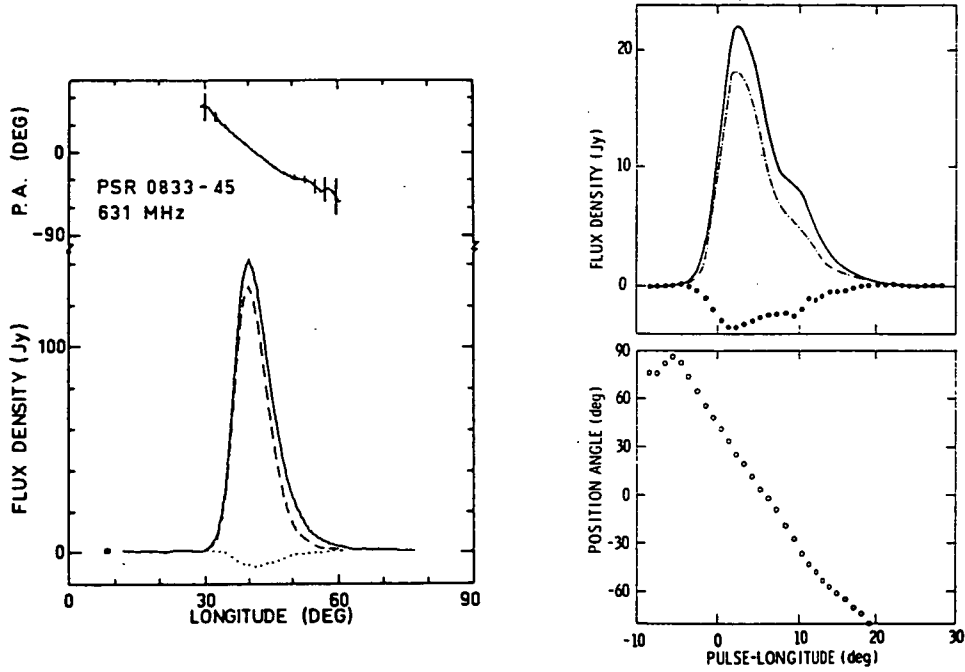 P.A. (DEG)
0
-90
PSR 0833-45
631 MHz
FLUX DENSITY (Jy)
100
0
0
30
60
90
LONGITUDE (DEG)
FLUX DENSITY (Jy)
20
10
0
POSITION ANGLE (deg)
90
60
30
0
-30
-60
-10
0
10
20
30
PULSE-LONGITUDE (deg)